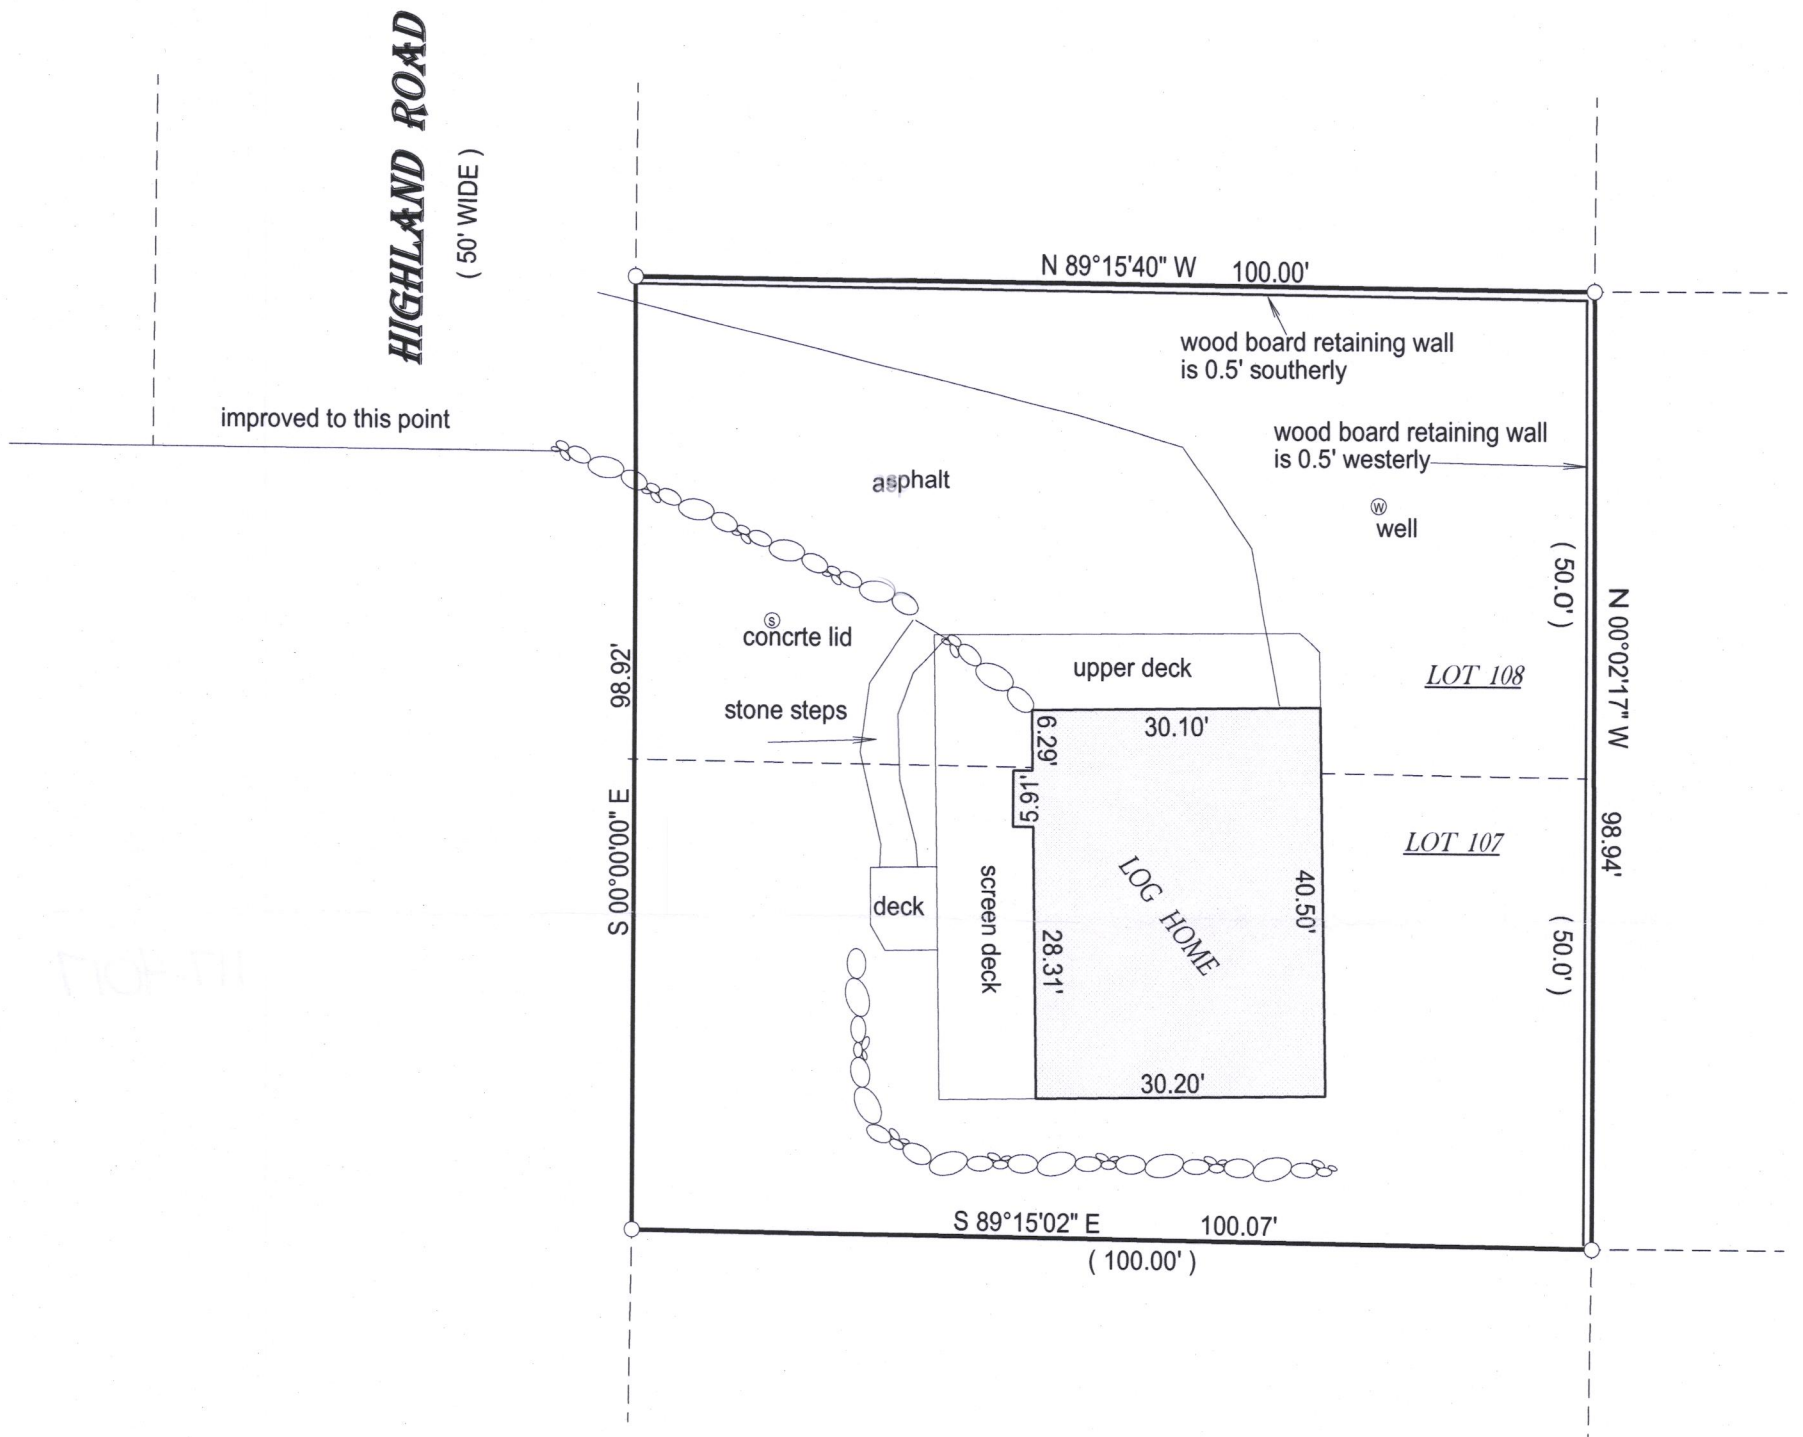 HIGHLAND ROAD
( 50' WIDE )
N 89°15'40" W 100.00'
wood board retaining wall
is 0.5' southerly
improved to this point
wood board retaining wall
is 0.5' westerly
asphalt
W
well
( 50.0' )
N 00°02'17" W
98.94'
S
concrte lid
upper deck
LOT 108
98.92'
S 00°00'00" E
stone steps
30.10'
6.29'
5.91'
LOT 107
LOG HOME
40.50'
deck
screen deck
28.31'
( 50.0' )
30.20'
S 89°15'02" E 100.07'
( 100.00' )